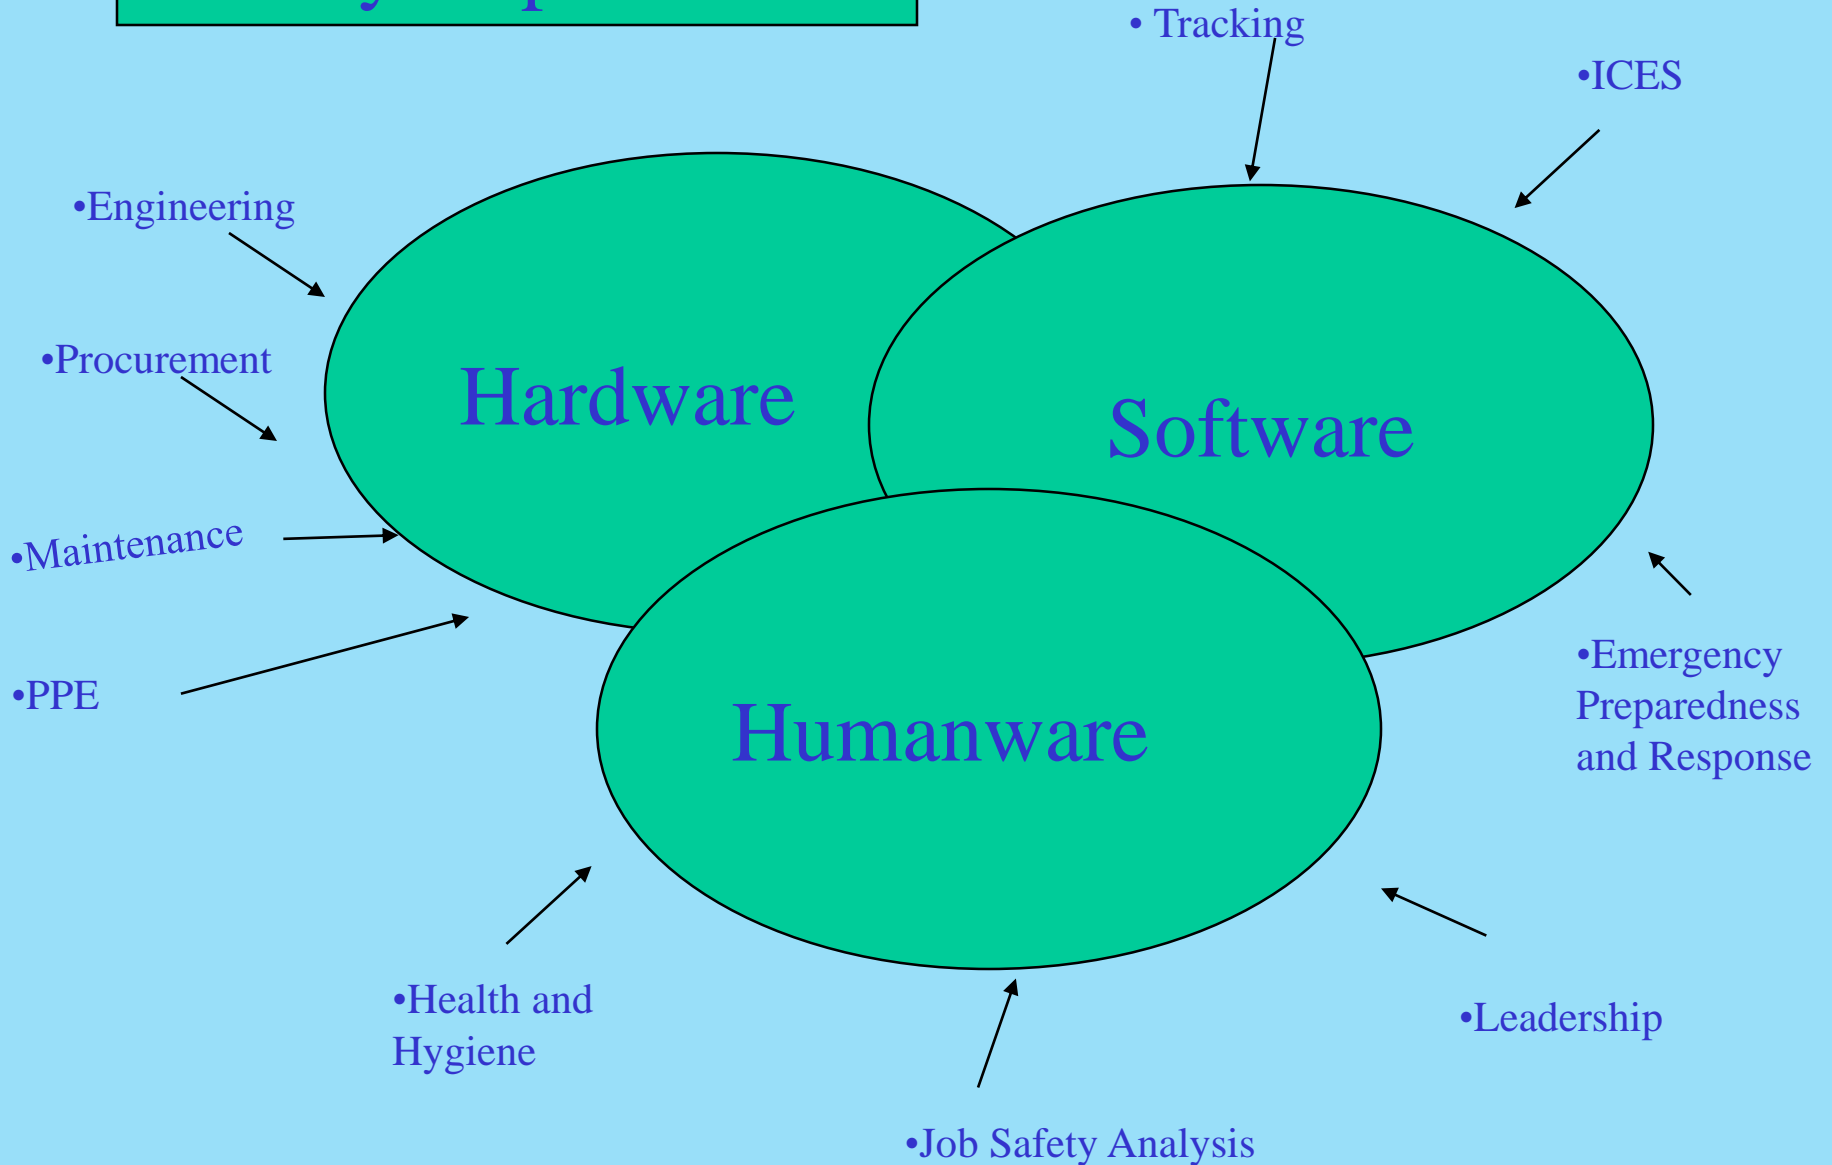 • Tracking
•ICES
•Engineering
•Procurement
Hardware
Software
•Maintenance
•Emergency
Preparedness
and Response
•PPE
Humanware
•Health and
Hygiene
•Leadership
•Job Safety Analysis